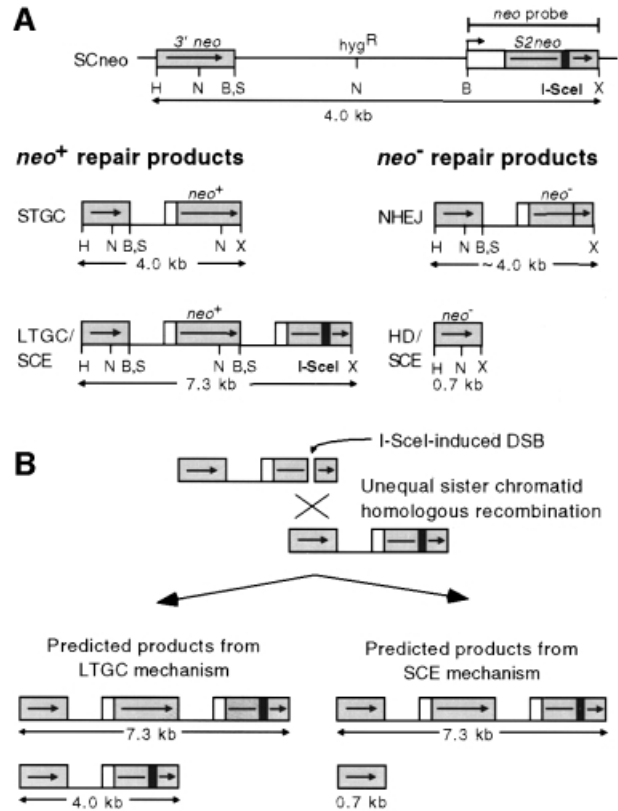 A
neo probe
SCneo 3' neo hygR S2neo
H N B,S N B I-SceI X
4.0 kb
neo+ repair products
STGC neo+
H N B,S N X
4.0 kb
LTGC/ neo+
SCE
H N B,S N B,S I-SceI X
7.3 kb
neo- repair products
NHEJ neo-
H N B,S X
~4.0 kb
HD/ neo-
SCE
H N X
0.7 kb
B
I-SceI-induced DSB
Unequal sister chromatid
homologous recombination
Predicted products from
LTGC mechanism
7.3 kb
4.0 kb
Predicted products from
SCE mechanism
7.3 kb
0.7 kb